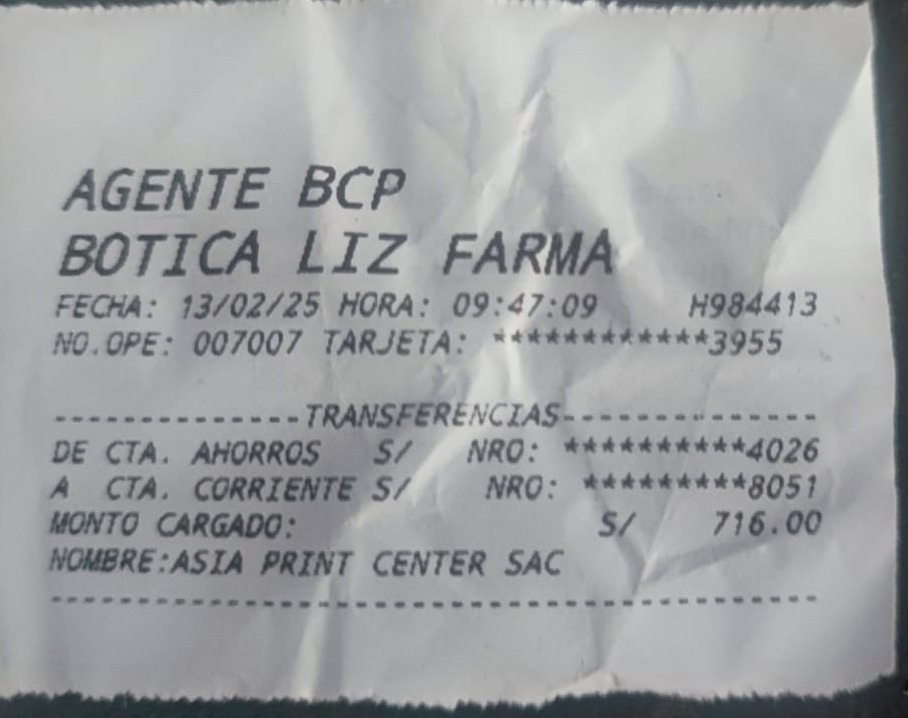 AGENTE BCP
BOTICA LIZ FARMA
FECHA: 13/02/25 HORA: 09:47:09 H984413
NO.OPE: 007007 TARJETA: ************3955
--------------TRANSFERENCIAS--------------
DE CTA. AHORROS S/ NRO: **********4026
A CTA. CORRIENTE S/ NRO: *********8051
MONTO CARGADO: S/ 716.00
NOMBRE:ASIA PRINT CENTER SAC
------------------------------------------